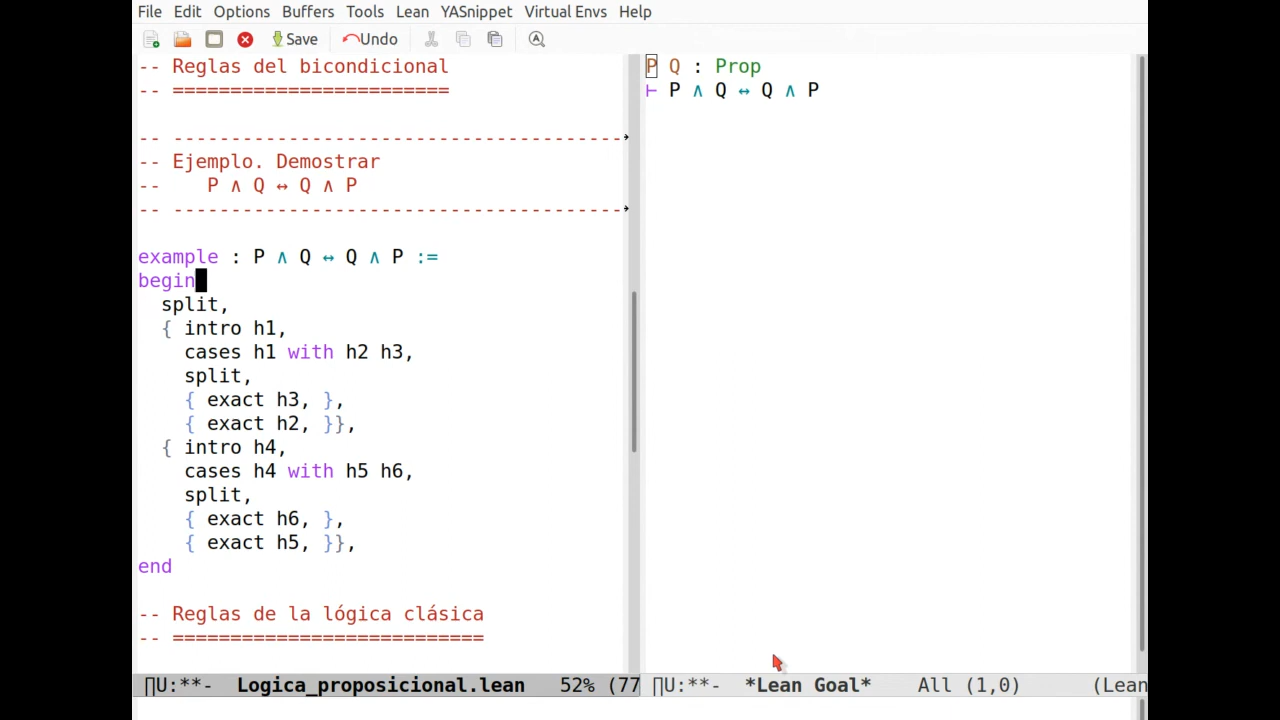 File Edit Options Buffers Tools Lean YASnippet Virtual Envs Help
Save Undo
-- Reglas del bicondicional
-- ========================
-- ---------------------------------------
-- Ejemplo. Demostrar
--    P ∧ Q ↔ Q ∧ P
-- ---------------------------------------
example : P ∧ Q ↔ Q ∧ P :=
begin
  split,
  { intro h1,
    cases h1 with h2 h3,
    split,
    { exact h3, },
    { exact h2, }},
  { intro h4,
    cases h4 with h5 h6,
    split,
    { exact h6, },
    { exact h5, }},
end
-- Reglas de la lógica clásica
-- ===========================
∏U:**-  Logica_proposicional.lean   52% (77
P Q : Prop
⊢ P ∧ Q ↔ Q ∧ P
∏U:**-  *Lean Goal*    All (1,0)      (Lean